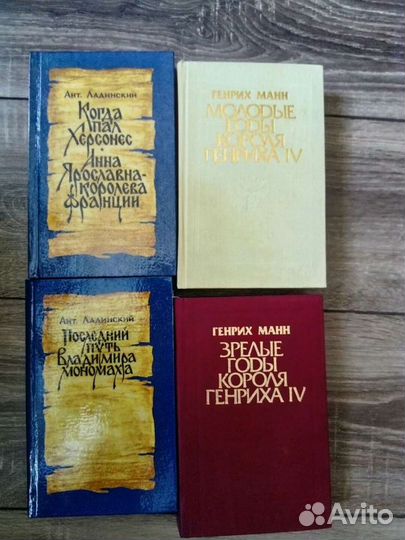 Ант. Ладинский
Когда
пал
Херсонес
Анна
Ярославна-
королева
Франции
Генрих Манн
Молодые
годы
короля
Генриха IV
Ант. Ладинский
Последний
путь
Владимира
Мономаха
Генрих Манн
Зрелые
годы
короля
Генриха IV
Avito